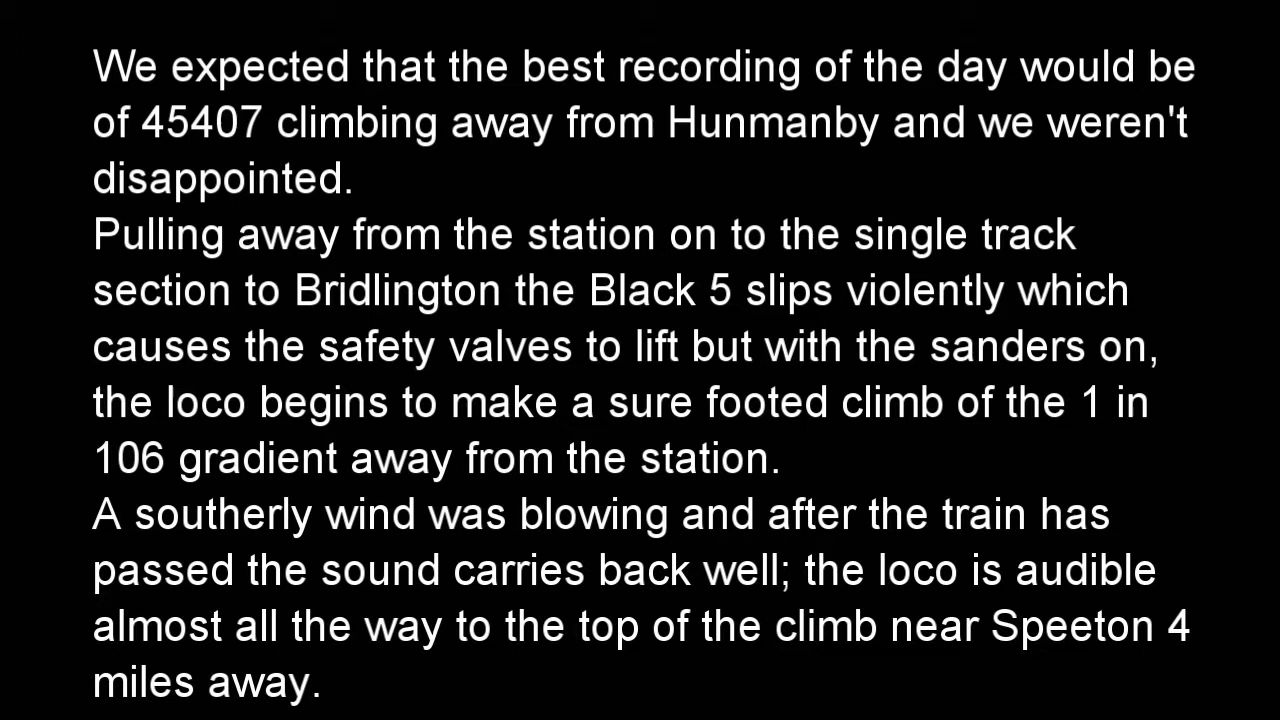 We expected that the best recording of the day would be
of 45407 climbing away from Hunmanby and we weren't
disappointed.
Pulling away from the station on to the single track
section to Bridlington the Black 5 slips violently which
causes the safety valves to lift but with the sanders on,
the loco begins to make a sure footed climb of the 1 in
106 gradient away from the station.
A southerly wind was blowing and after the train has
passed the sound carries back well; the loco is audible
almost all the way to the top of the climb near Speeton 4
miles away.